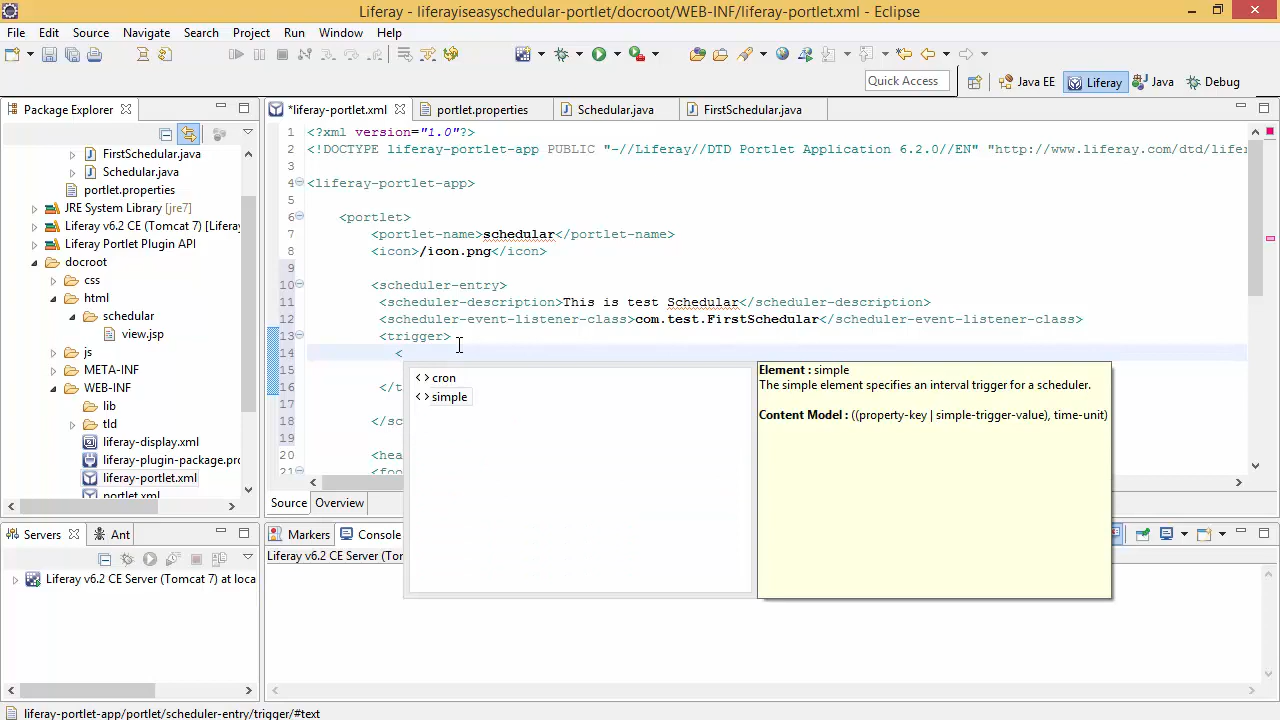 Liferay - liferayiseasyschedular-portlet/docroot/WEB-INF/liferay-portlet.xml - Eclipse
File Edit Source Navigate Search Project Run Window Help
Quick Access
Java EE
Liferay
Java
Debug
Package Explorer
*liferay-portlet.xml
portlet.properties
Schedular.java
FirstSchedular.java
FirstSchedular.java
Schedular.java
portlet.properties
JRE System Library [jre7]
Liferay v6.2 CE (Tomcat 7) [Liferay
Liferay Portlet Plugin API
docroot
css
html
schedular
view.jsp
js
META-INF
WEB-INF
lib
tld
liferay-display.xml
liferay-plugin-package.pro
liferay-portlet.xml
portlet.xml
1 <?xml version="1.0"?>
2 <!DOCTYPE liferay-portlet-app PUBLIC "-//Liferay//DTD Portlet Application 6.2.0//EN" "http://www.liferay.com/dtd/lifer
4 <liferay-portlet-app>
5
6 <portlet>
7 <portlet-name>schedular</portlet-name>
8 <icon>/icon.png</icon>
9
10 <scheduler-entry>
11 <scheduler-description>This is test Schedular</scheduler-description>
12 <scheduler-event-listener-class>com.test.FirstSchedular</scheduler-event-listener-class>
13 <trigger>
14 <
15
16 </t
17
18 </sc
19
20 <hea
21 <foo
<> cron
<> simple
Element : simple
The simple element specifies an interval trigger for a scheduler.
Content Model : ((property-key | simple-trigger-value), time-unit)
Source Overview
Servers
Ant
Liferay v6.2 CE Server (Tomcat 7) at loca
Markers
Console
Liferay v6.2 CE Server (Tor
liferay-portlet-app/portlet/scheduler-entry/trigger/#text